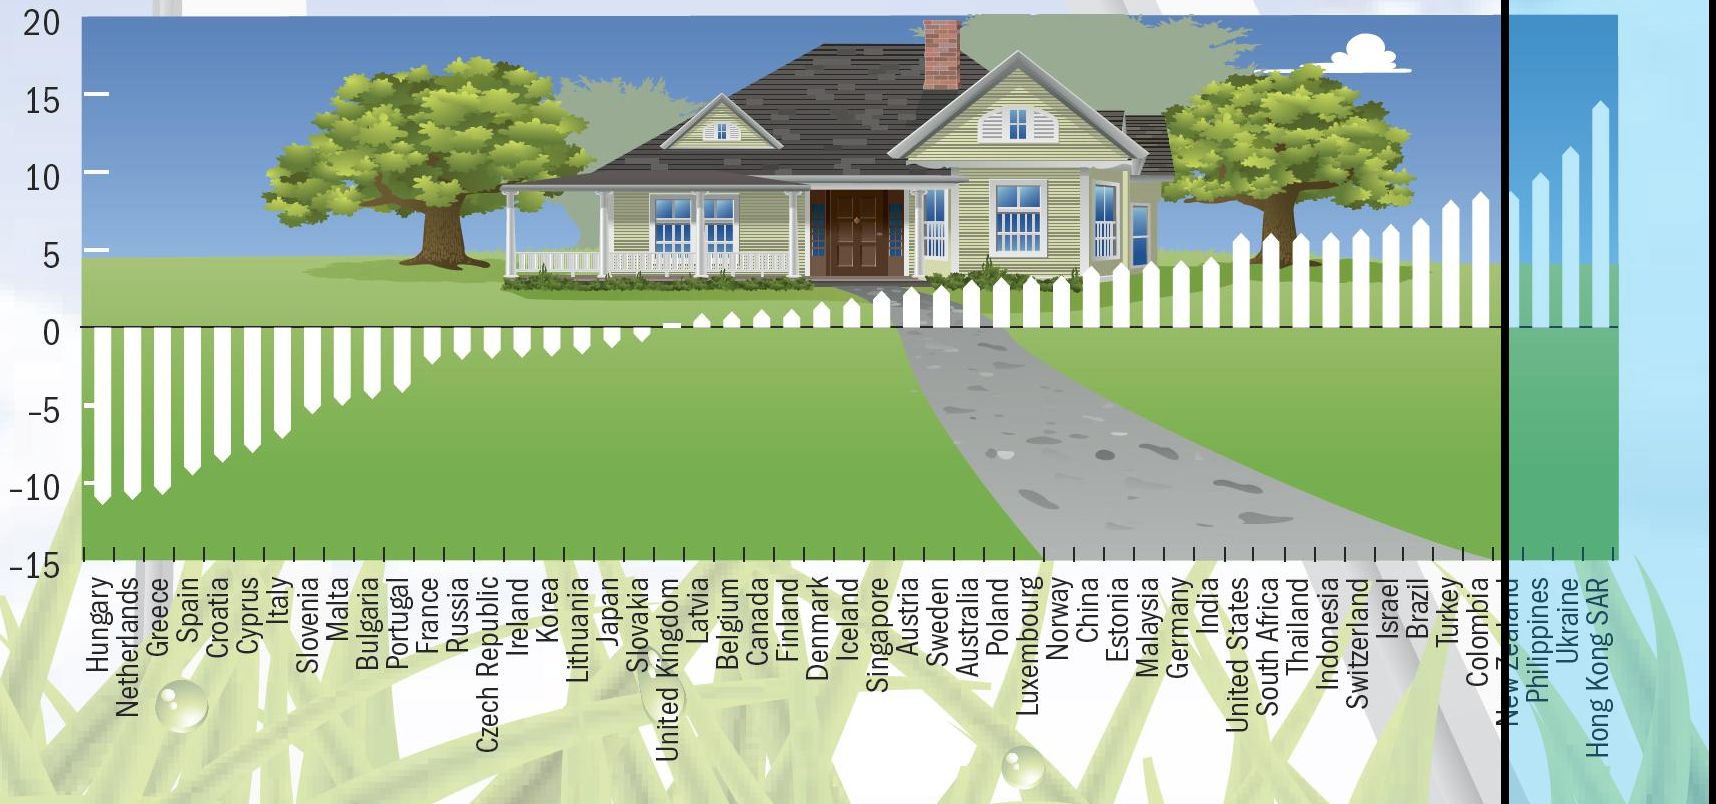 20
15
10
5
0
–5
–10
–15
Hungary
Netherlands
Greece
Spain
Croatia
Cyprus
Italy
Slovenia
Malta
Bulgaria
Portugal
France
Russia
Czech Republic
Ireland
Korea
Lithuania
Japan
Slovakia
United Kingdom
Latvia
Belgium
Canada
Finland
Denmark
Iceland
Singapore
Austria
Sweden
Australia
Poland
Luxembourg
Norway
China
Estonia
Malaysia
Germany
India
United States
South Africa
Thailand
Indonesia
Switzerland
Israel
Brazil
Turkey
Colombia
New Zealand
Philippines
Ukraine
Hong Kong SAR